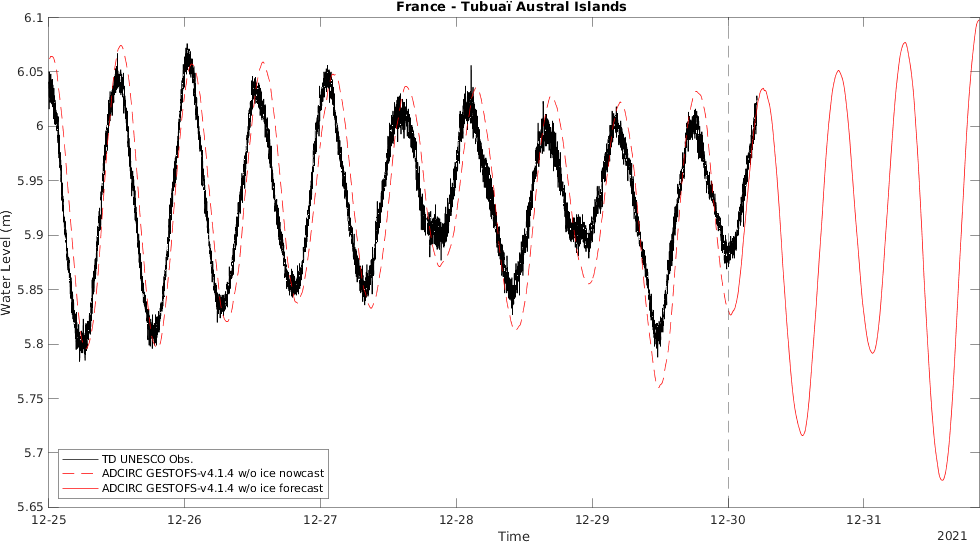 France - Tubuaï Austral Islands
6.1
6.05
6
5.95
5.9
5.85
5.8
5.75
5.7
5.65
Water Level (m)
TD UNESCO Obs.
ADCIRC GESTOFS-v4.1.4 w/o ice nowcast
ADCIRC GESTOFS-v4.1.4 w/o ice forecast
12-25 12-26 12-27 12-28 12-29 12-30 12-31
Time
2021